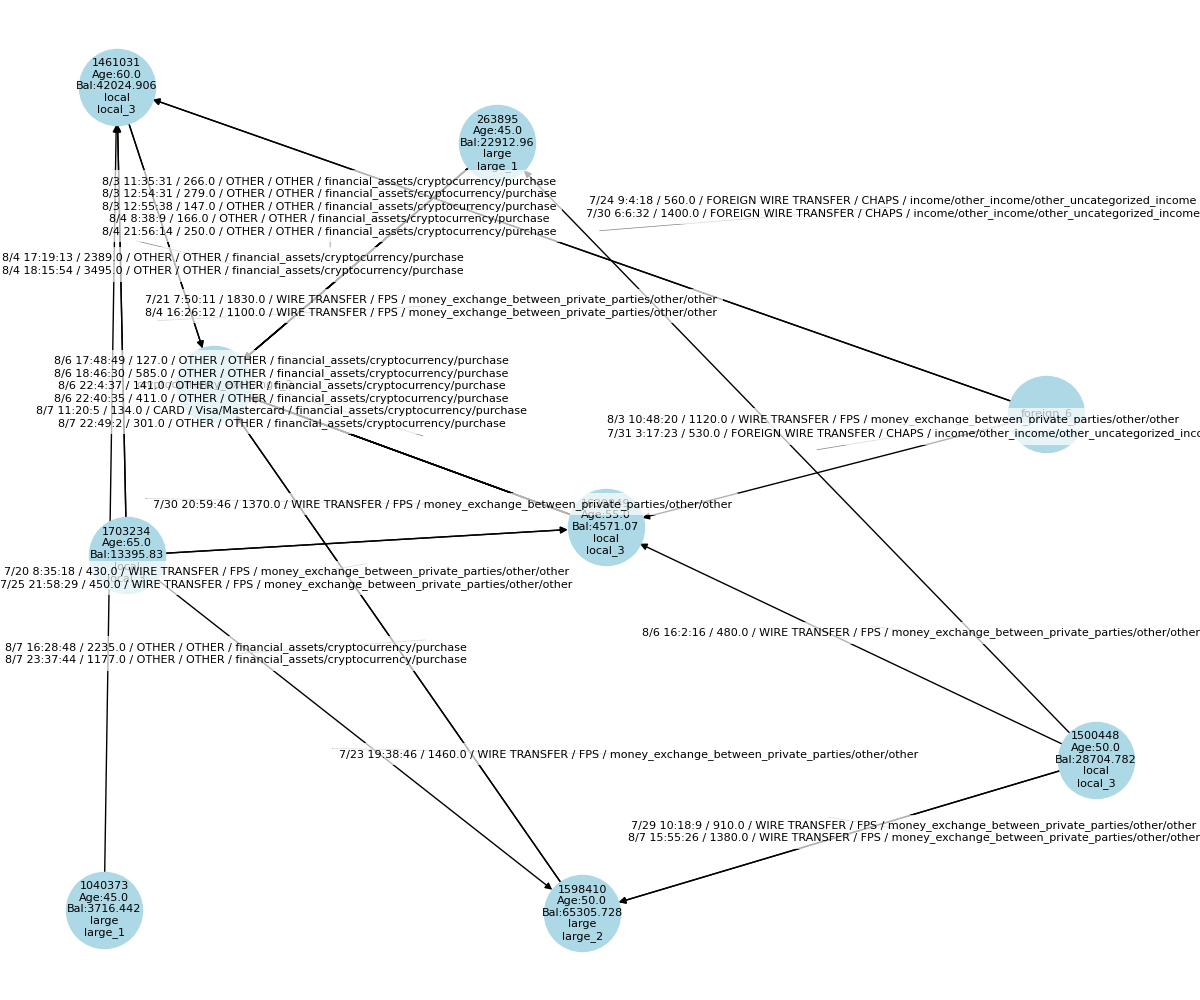 1461031
Age:60.0
Bal:42024.906
local
local_3
263895
Age:45.0
Bal:22912.96
large
large_1
8/3 11:35:31 / 266.0 / OTHER / OTHER / financial_assets/cryptocurrency/purchase
8/3 12:54:31 / 279.0 / OTHER / OTHER / financial_assets/cryptocurrency/purchase
8/3 12:55:38 / 147.0 / OTHER / OTHER / financial_assets/cryptocurrency/purchase
8/4 8:38:9 / 166.0 / OTHER / OTHER / financial_assets/cryptocurrency/purchase
8/4 21:56:14 / 250.0 / OTHER / OTHER / financial_assets/cryptocurrency/purchase
7/24 9:4:18 / 560.0 / FOREIGN WIRE TRANSFER / CHAPS / income/other_income/other_uncategorized_income
7/30 6:6:32 / 1400.0 / FOREIGN WIRE TRANSFER / CHAPS / income/other_income/other_uncategorized_income
8/4 17:19:13 / 2389.0 / OTHER / OTHER / financial_assets/cryptocurrency/purchase
8/4 18:15:54 / 3495.0 / OTHER / OTHER / financial_assets/cryptocurrency/purchase
7/21 7:50:11 / 1830.0 / WIRE TRANSFER / FPS / money_exchange_between_private_parties/other/other
8/4 16:26:12 / 1100.0 / WIRE TRANSFER / FPS / money_exchange_between_private_parties/other/other
8/6 17:48:49 / 127.0 / OTHER / OTHER / financial_assets/cryptocurrency/purchase
8/6 18:46:30 / 585.0 / OTHER / OTHER / financial_assets/cryptocurrency/purchase
8/6 22:4:37 / 141.0 / OTHER / OTHER / financial_assets/cryptocurrency/purchase
8/6 22:40:35 / 411.0 / OTHER / OTHER / financial_assets/cryptocurrency/purchase
8/7 11:20:5 / 134.0 / CARD / Visa/Mastercard / financial_assets/cryptocurrency/purchase
8/7 22:49:2 / 301.0 / OTHER / OTHER / financial_assets/cryptocurrency/purchase
foreign_6
8/3 10:48:20 / 1120.0 / WIRE TRANSFER / FPS / money_exchange_between_private_parties/other/other
7/31 3:17:23 / 530.0 / FOREIGN WIRE TRANSFER / CHAPS / income/other_income/other_uncategorized_inc
7/30 20:59:46 / 1370.0 / WIRE TRANSFER / FPS / money_exchange_between_private_parties/other/other
Age:55.0
Bal:4571.07
local
local_3
1703234
Age:65.0
Bal:13395.83
local
7/20 8:35:18 / 430.0 / WIRE TRANSFER / FPS / money_exchange_between_private_parties/other/other
7/25 21:58:29 / 450.0 / WIRE TRANSFER / FPS / money_exchange_between_private_parties/other/other
8/6 16:2:16 / 480.0 / WIRE TRANSFER / FPS / money_exchange_between_private_parties/other/other
8/7 16:28:48 / 2235.0 / OTHER / OTHER / financial_assets/cryptocurrency/purchase
8/7 23:37:44 / 1177.0 / OTHER / OTHER / financial_assets/cryptocurrency/purchase
7/23 19:38:46 / 1460.0 / WIRE TRANSFER / FPS / money_exchange_between_private_parties/other/other
1500448
Age:50.0
Bal:28704.782
local
local_3
7/29 10:18:9 / 910.0 / WIRE TRANSFER / FPS / money_exchange_between_private_parties/other/other
8/7 15:55:26 / 1380.0 / WIRE TRANSFER / FPS / money_exchange_between_private_parties/other/other
1040373
Age:45.0
Bal:3716.442
large
large_1
1598410
Age:50.0
Bal:65305.728
large
large_2